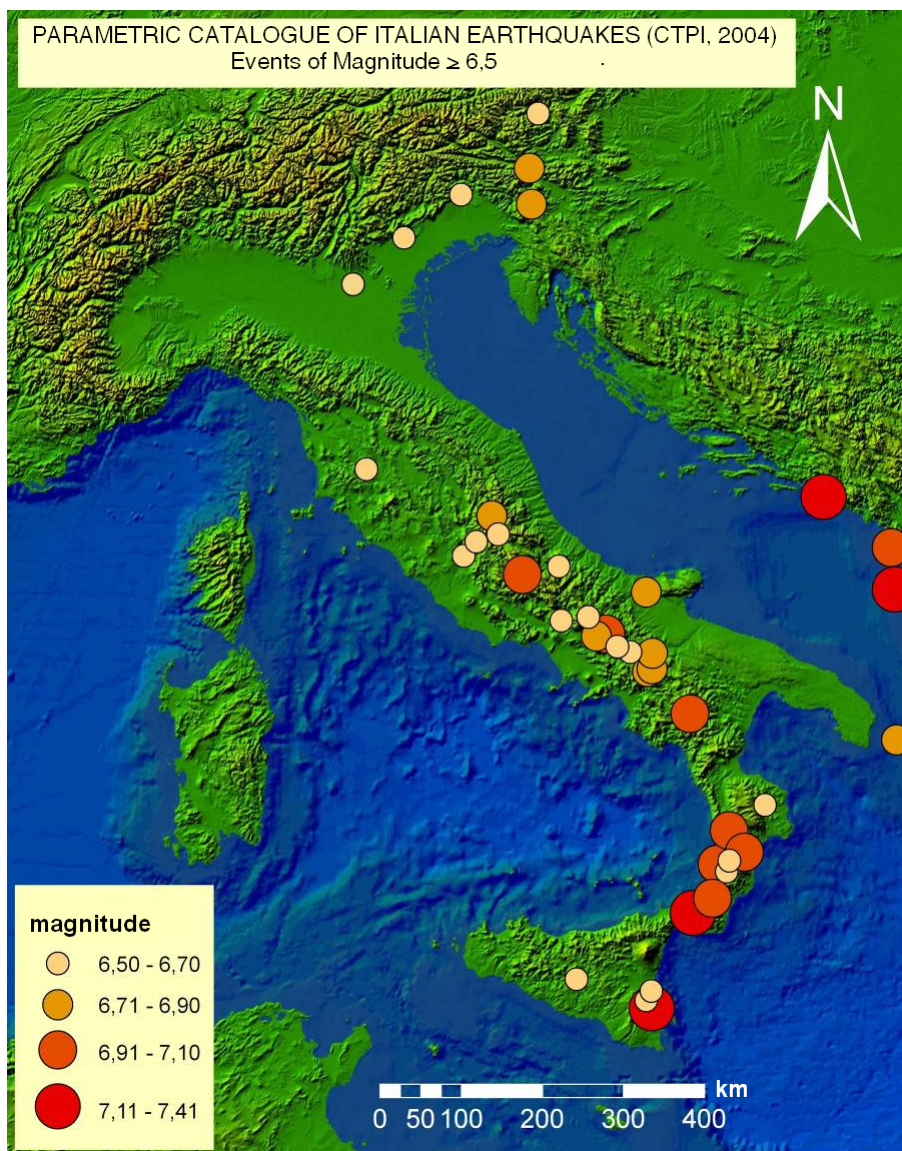 PARAMETRIC CATALOGUE OF ITALIAN EARTHQUAKES (CTPI, 2004)
Events of Magnitude ≥ 6,5 .
N
magnitude
6,50 - 6,70
6,71 - 6,90
6,91 - 7,10
7,11 - 7,41
km
0 50 100 200 300 400